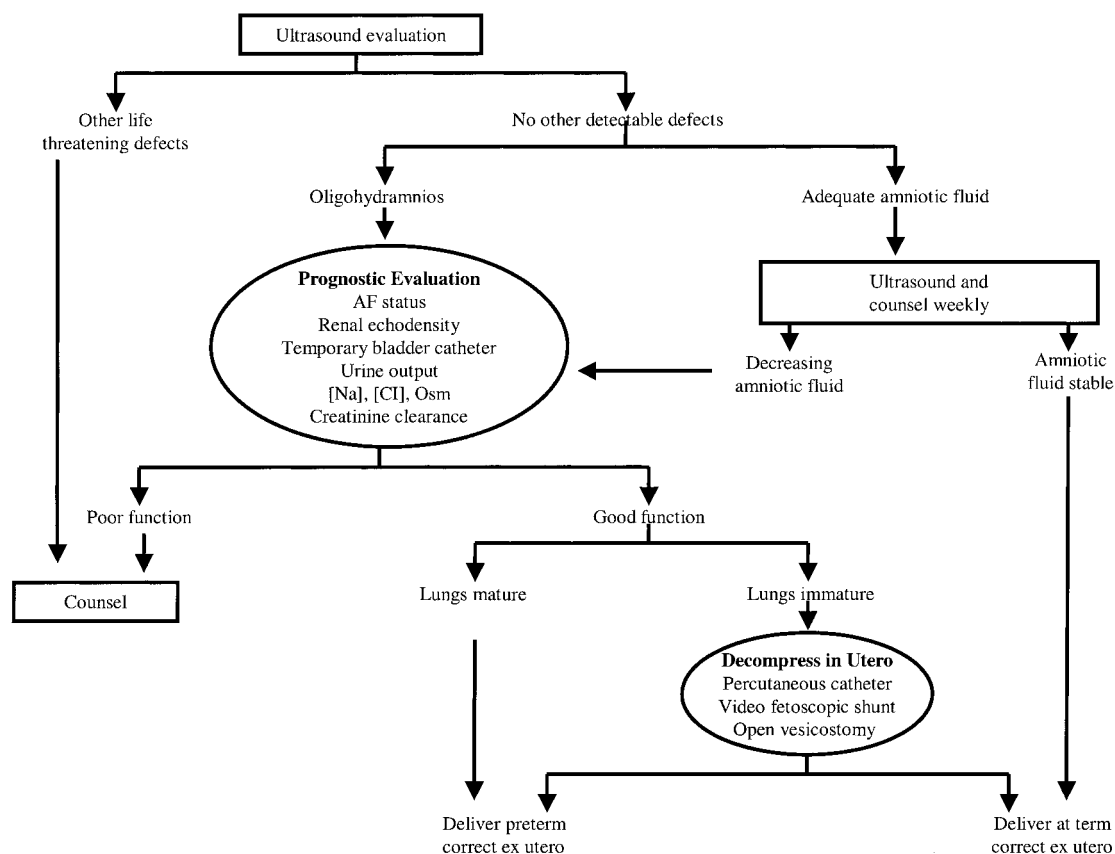 Ultrasound evaluation
Other life
threatening defects
No other detectable defects
Oligohydramnios
Adequate amniotic fluid
Prognostic Evaluation
AF status
Renal echodensity
Temporary bladder catheter
Urine output
[Na], [CI], Osm
Creatinine clearance
Ultrasound and
counsel weekly
Decreasing
amniotic fluid
Amniotic
fluid stable
Poor function
Good function
Counsel
Lungs mature
Lungs immature
Decompress in Utero
Percutaneous catheter
Video fetoscopic shunt
Open vesicostomy
Deliver preterm
correct ex utero
Deliver at term
correct ex utero